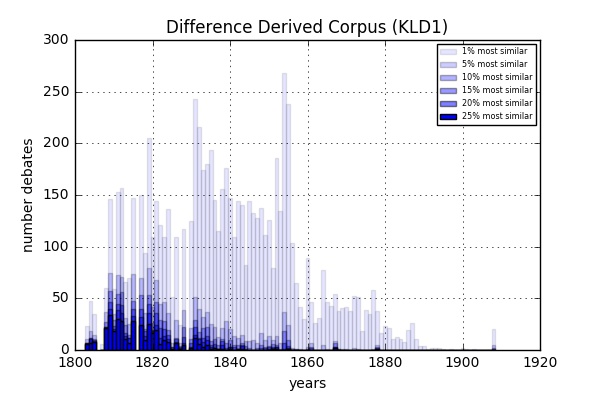 Difference Derived Corpus (KLD1)
300
250
200
150
100
50
0
number debates
1% most similar
5% most similar
10% most similar
15% most similar
20% most similar
25% most similar
1800 1820 1840 1860 1880 1900 1920
years